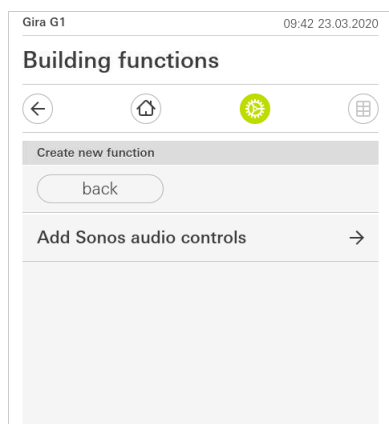 Gira G1 09:42 23.03.2020
Building functions
Create new function
back
Add Sonos audio controls